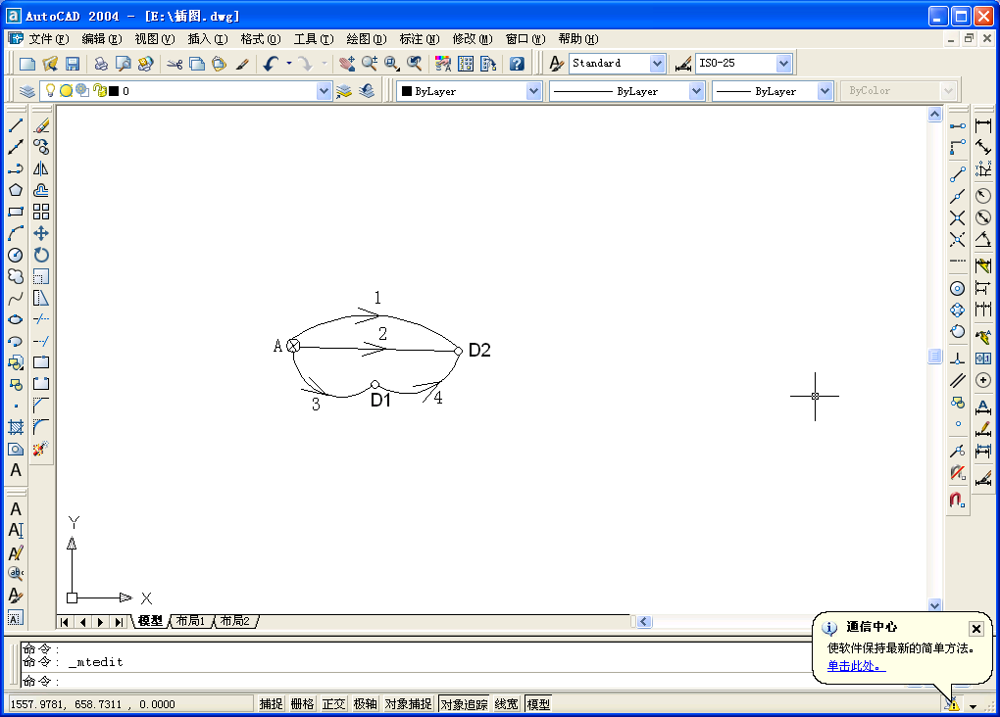 AutoCAD 2004 - [E:\插图.dwg]
文件(F) 编辑(E) 视图(V) 插入(I) 格式(O) 工具(T) 绘图(D) 标注(N) 修改(M) 窗口(W) 帮助(H)
Standard ISO-25
0 ByLayer ByLayer ByLayer ByColor
1
2
A D2
3 D1 4
Y
X
模型 布局1 布局2
命令:
命令: _mtedit
命令:
通信中心
使软件保持最新的简单方法。
单击此处。
1557.9781, 658.7311 , 0.0000 捕捉 栅格 正交 极轴 对象捕捉 对象追踪 线宽 模型